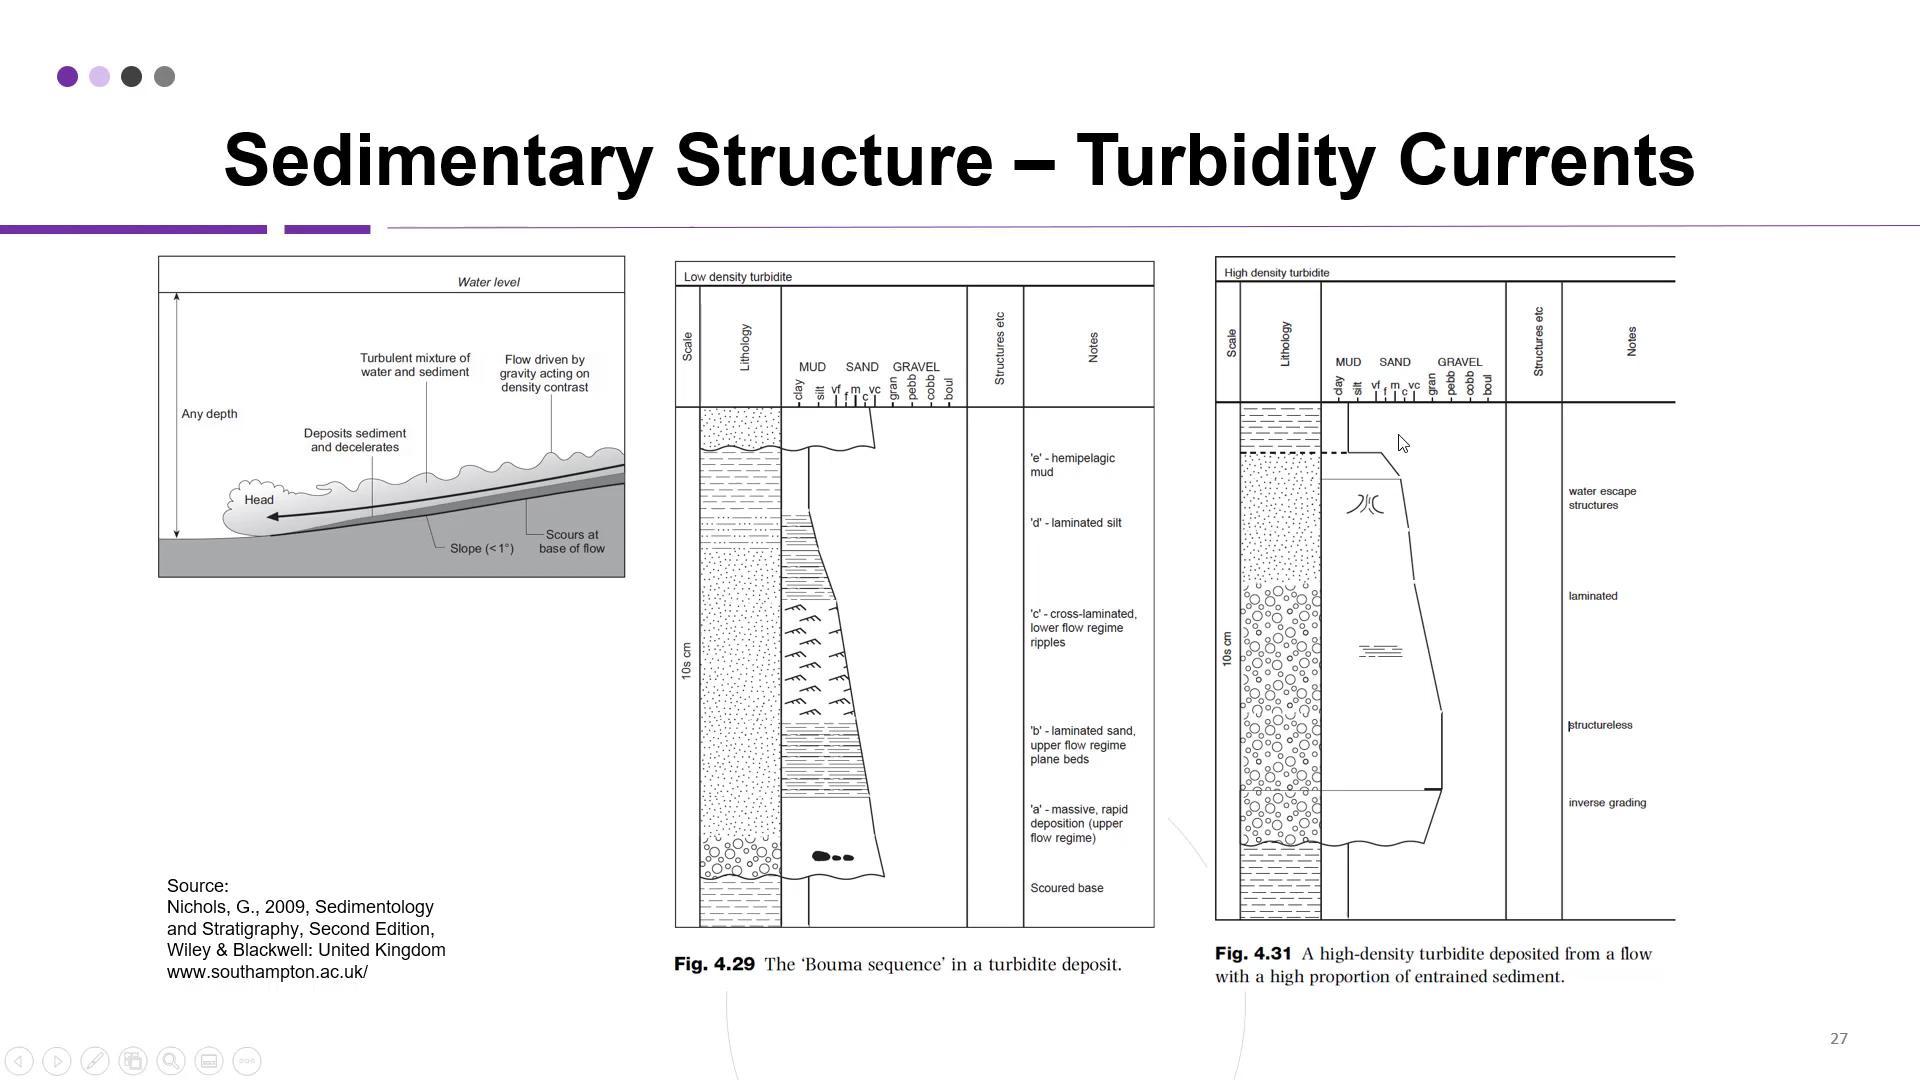 Sedimentary Structure – Turbidity Currents
Water level
Turbulent mixture of
water and sediment
Flow driven by
gravity acting on
density contrast
Any depth
Deposits sediment
and decelerates
Head
Slope (<1°)
Scours at
base of flow
Source:
Nichols, G., 2009, Sedimentology
and Stratigraphy, Second Edition,
Wiley & Blackwell: United Kingdom
www.southampton.ac.uk/
Low density turbidite
Scale
Lithology
MUD SAND GRAVEL
clay silt vf f m c vc gran pebb cobb boul
Structures etc
Notes
10s cm
'e' - hemipelagic
mud
'd' - laminated silt
'c' - cross-laminated,
lower flow regime
ripples
'b' - laminated sand,
upper flow regime
plane beds
'a' - massive, rapid
deposition (upper
flow regime)
Scoured base
Fig. 4.29 The ‘Bouma sequence’ in a turbidite deposit.
High density turbidite
Scale
Lithology
MUD SAND GRAVEL
clay silt vf f m c vc gran pebb cobb boul
Structures etc
Notes
10s cm
water escape
structures
laminated
structureless
inverse grading
Fig. 4.31 A high-density turbidite deposited from a flow
with a high proportion of entrained sediment.
27